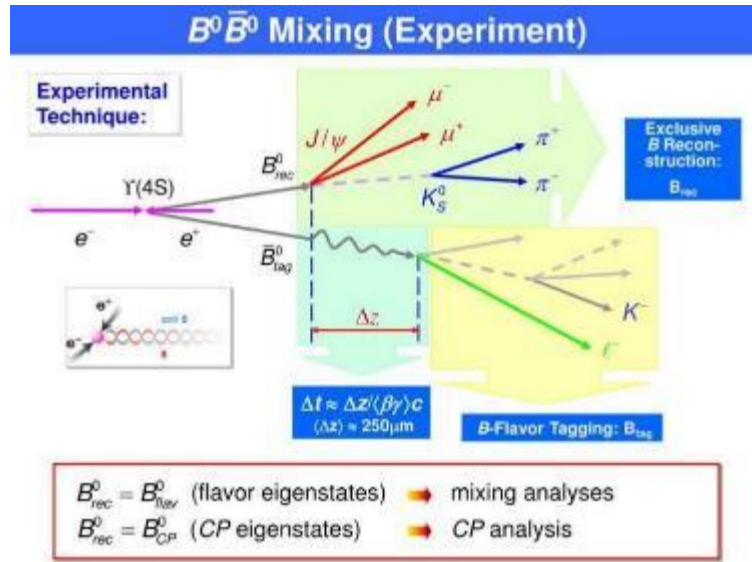 B⁰B̄⁰ Mixing (Experiment)
Experimental
Technique:
μ⁻
J/ψ
μ⁺
B⁰rec
π⁺
π⁻
K⁰S
Exclusive
B Recon-
struction:
Brec
ϒ(4S)
e⁻
e⁺
B̄⁰tag
K⁻
ℓ⁻
Δz
e⁺
e⁻
B
Δt ≈ Δz/⟨βγ⟩c
⟨Δz⟩ ≈ 250μm
B-Flavor Tagging: Btag
B⁰rec = B⁰flav (flavor eigenstates) ➡ mixing analyses
B⁰rec = B⁰CP (CP eigenstates) ➡ CP analysis